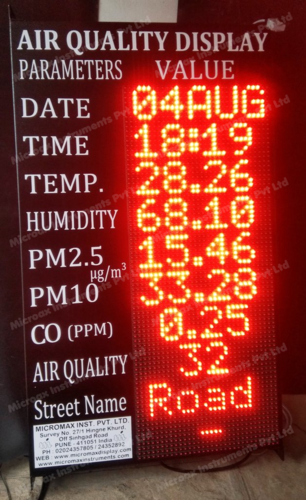 AIR QUALITY DISPLAY
PARAMETERS VALUE
DATE 04AUG
TIME 18:19
TEMP. 28.26
HUMIDITY 68.10
PM2.5 15.46
µg/m³
PM10 33.28
CO (PPM) 0.25
AIR QUALITY 32
Street Name Road
MICROMAX INST. PVT. LTD.
Survey No. 27/1 Hingne Khurd,
Off Sinhgad Road
PUNE - 411051 India
PH : 02024357805 / 24352892
WEB : www.micromaxdisplay.com
www.micromaxinstruments.com